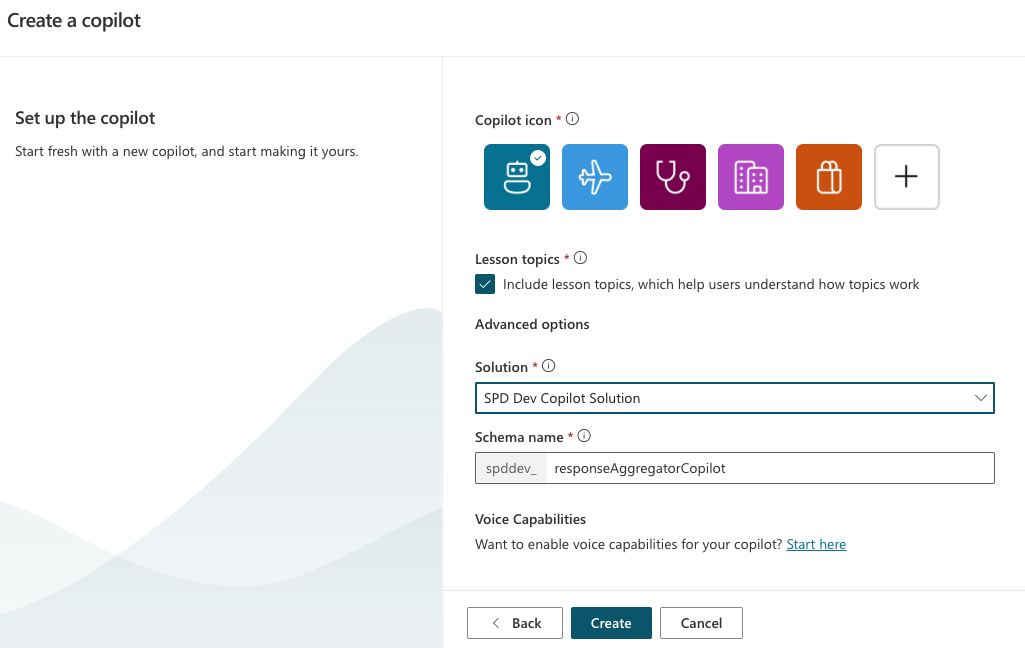 Create a copilot
Set up the copilot
Start fresh with a new copilot, and start making it yours.
Copilot icon *
Lesson topics *
Include lesson topics, which help users understand how topics work
Advanced options
Solution *
SPD Dev Copilot Solution
Schema name *
spddev_ responseAggregatorCopilot
Voice Capabilities
Want to enable voice capabilities for your copilot? Start here
Back Create Cancel